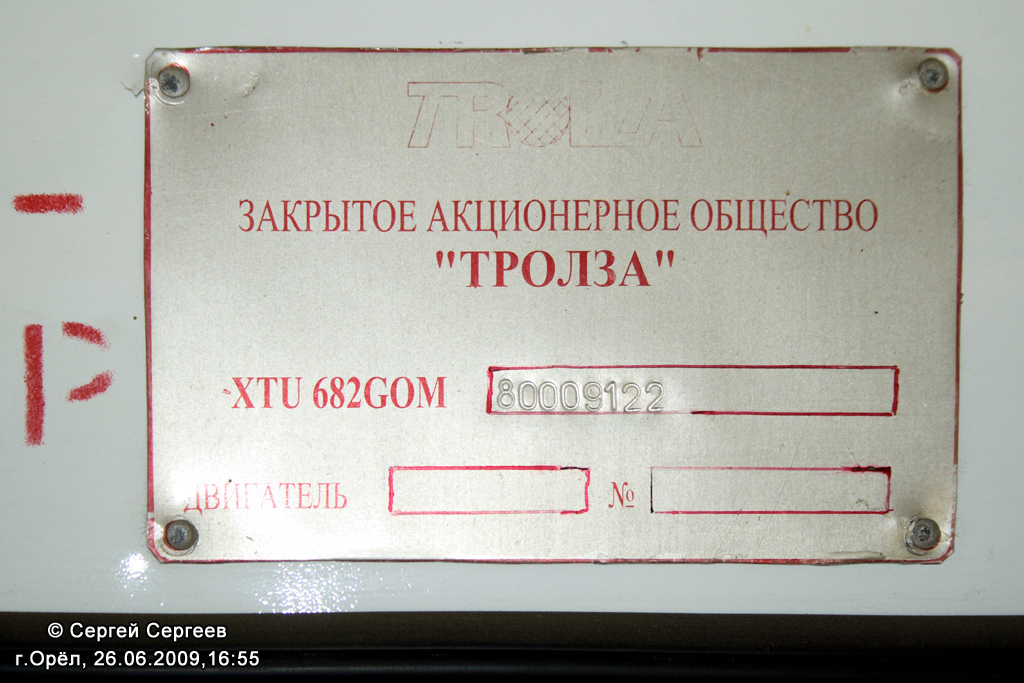 TROLZA
ЗАКРЫТОЕ АКЦИОНЕРНОЕ ОБЩЕСТВО
"ТРОЛЗА"
XTU 682GOM 80009122
ДВИГАТЕЛЬ №
Р
© Сергей Сергеев
г.Орёл, 26.06.2009,16:55